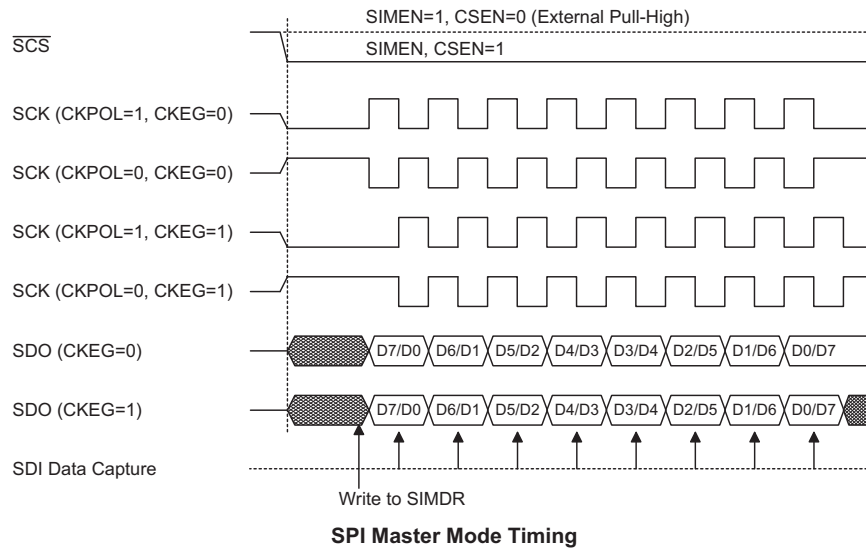 SIMEN=1, CSEN=0 (External Pull-High)
SCS
SIMEN, CSEN=1
SCK (CKPOL=1, CKEG=0)
SCK (CKPOL=0, CKEG=0)
SCK (CKPOL=1, CKEG=1)
SCK (CKPOL=0, CKEG=1)
SDO (CKEG=0) D7/D0 D6/D1 D5/D2 D4/D3 D3/D4 D2/D5 D1/D6 D0/D7
SDO (CKEG=1) D7/D0 D6/D1 D5/D2 D4/D3 D3/D4 D2/D5 D1/D6 D0/D7
SDI Data Capture
Write to SIMDR
SPI Master Mode Timing